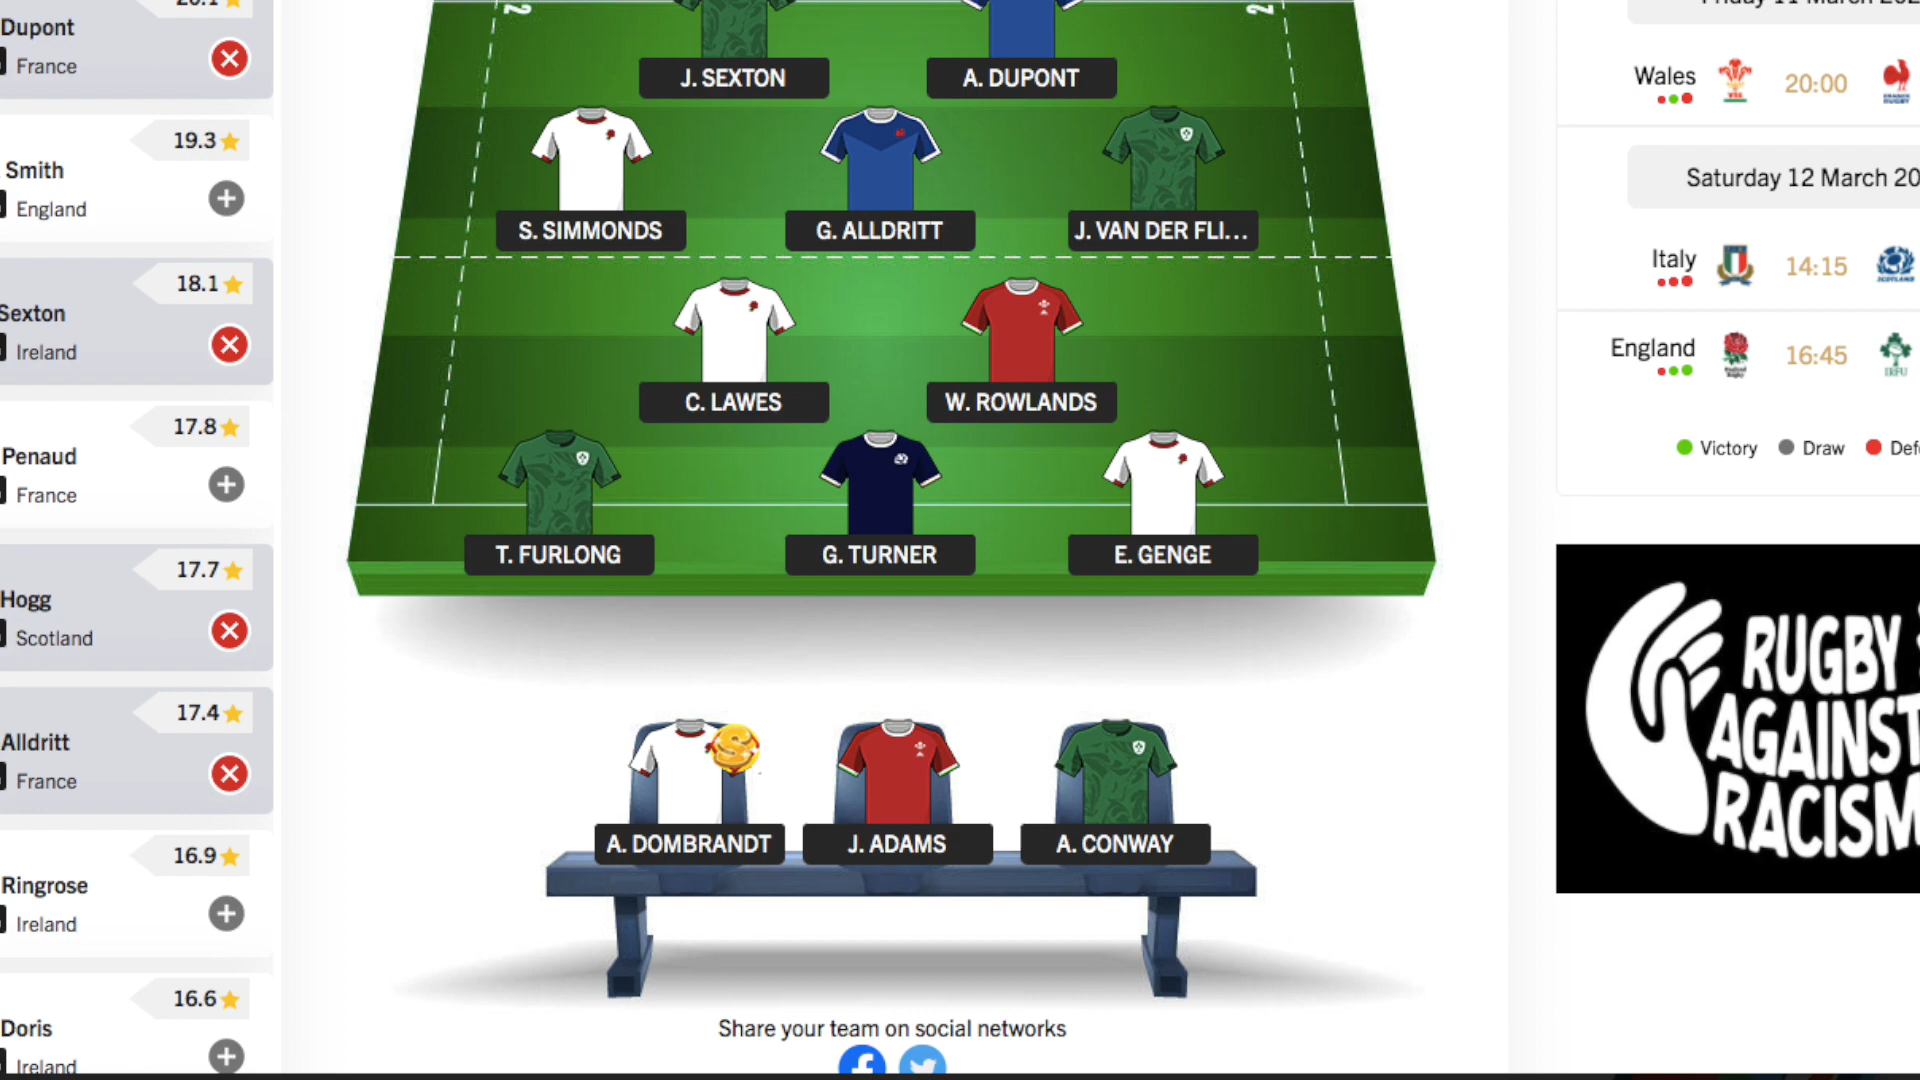 Dupont
France
19.3
Smith
England
18.1
Sexton
Ireland
17.8
Penaud
France
17.7
Hogg
Scotland
17.4
Alldritt
France
16.9
Ringrose
Ireland
16.6
Doris
Ireland
J. SEXTON
A. DUPONT
S. SIMMONDS
G. ALLDRITT
J. VAN DER FLI...
C. LAWES
W. ROWLANDS
T. FURLONG
G. TURNER
E. GENGE
A. DOMBRANDT
J. ADAMS
A. CONWAY
Share your team on social networks
Wales 20:00
Saturday 12 March 20
Italy 14:15
England 16:45
Victory Draw Def
RUGBY
AGAINST
RACISM